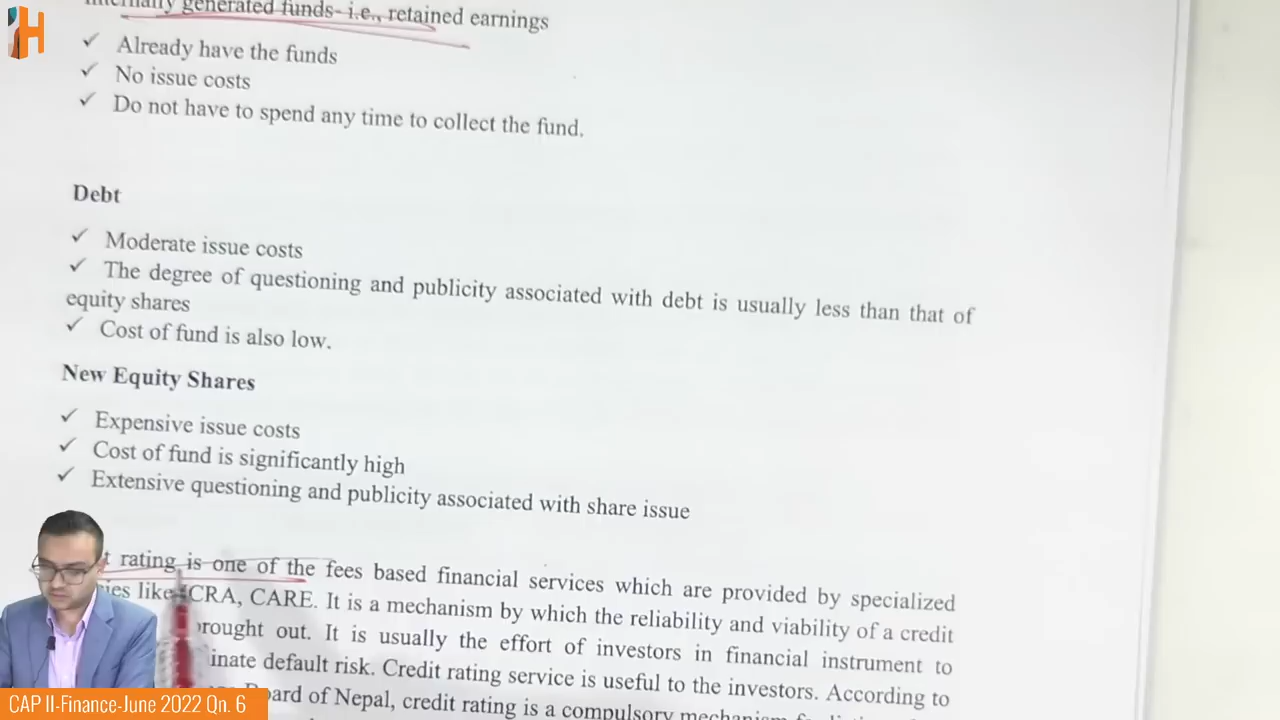 generated funds- i.e., retained earnings
✓ Already have the funds
✓ No issue costs
✓ Do not have to spend any time to collect the fund.
Debt
✓ Moderate issue costs
✓ The degree of questioning and publicity associated with debt is usually less than that of
equity shares
✓ Cost of fund is also low.
New Equity Shares
✓ Expensive issue costs
✓ Cost of fund is significantly high
✓ Extensive questioning and publicity associated with share issue
rating is one of the fees based financial services which are provided by specialized
like ICRA, CARE. It is a mechanism by which the reliability and viability of a credit
brought out. It is usually the effort of investors in financial instrument to
default risk. Credit rating service is useful to the investors. According to
Board of Nepal, credit rating is a compulsory
H
CAP II-Finance-June 2022 Qn. 6